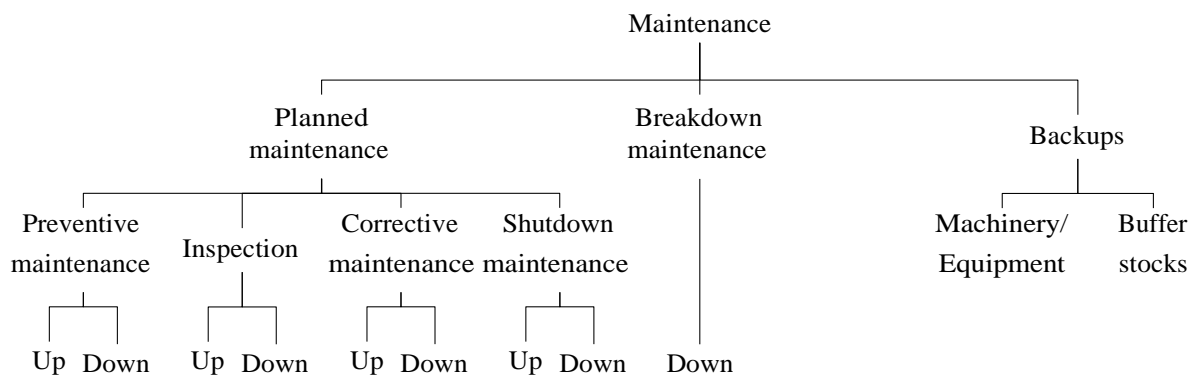 Maintenance
Planned
maintenance
Breakdown
maintenance
Backups
Preventive
maintenance
Inspection
Corrective
maintenance
Shutdown
maintenance
Machinery/
Equipment
Buffer
stocks
Up Down Up Down Up Down Up Down Down